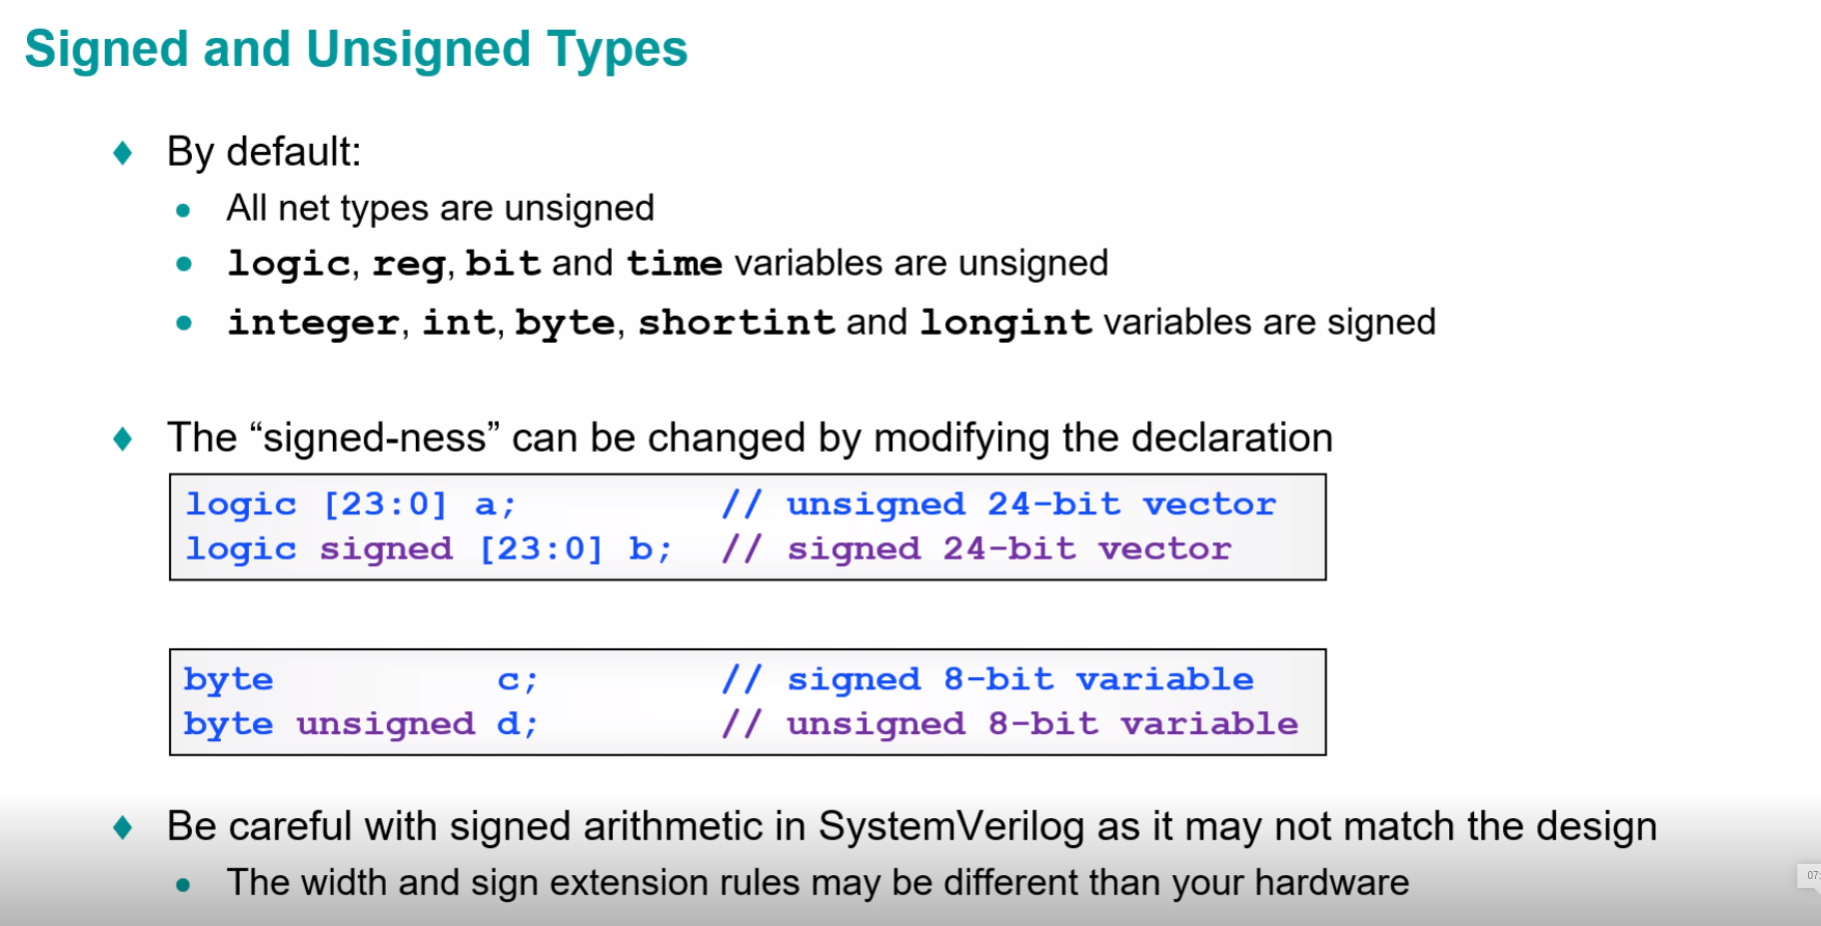 Signed and Unsigned Types
By default:
All net types are unsigned
logic, reg, bit and time variables are unsigned
integer, int, byte, shortint and longint variables are signed
The “signed-ness” can be changed by modifying the declaration
logic [23:0] a; // unsigned 24-bit vector
logic signed [23:0] b; // signed 24-bit vector
byte c; // signed 8-bit variable
byte unsigned d; // unsigned 8-bit variable
Be careful with signed arithmetic in SystemVerilog as it may not match the design
The width and sign extension rules may be different than your hardware
07: